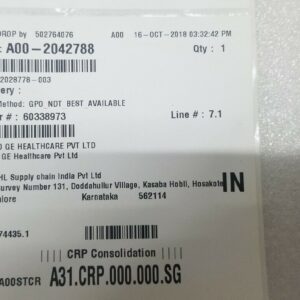 DROP by 502764076 A00 16-OCT-2018 03:32:42 PM
: A00-2042788 Qty : 1
2028778-003
ery :
Method: GPO_NOT BEST AVAILABLE
r # : 60338973 Line # : 7.1
O GE HEALTHCARE PVT LTD
GE Healthcare Pvt Ltd
HL Supply chain India Pvt Ltd
urvey Number 131, Doddahullur Village, Kasaba Hobli, Hosakote
IN
alore Karnataka 562114
74435.1
|||| CRP Consolidation ||||
A00STCR A31.CRP.000.000.SG